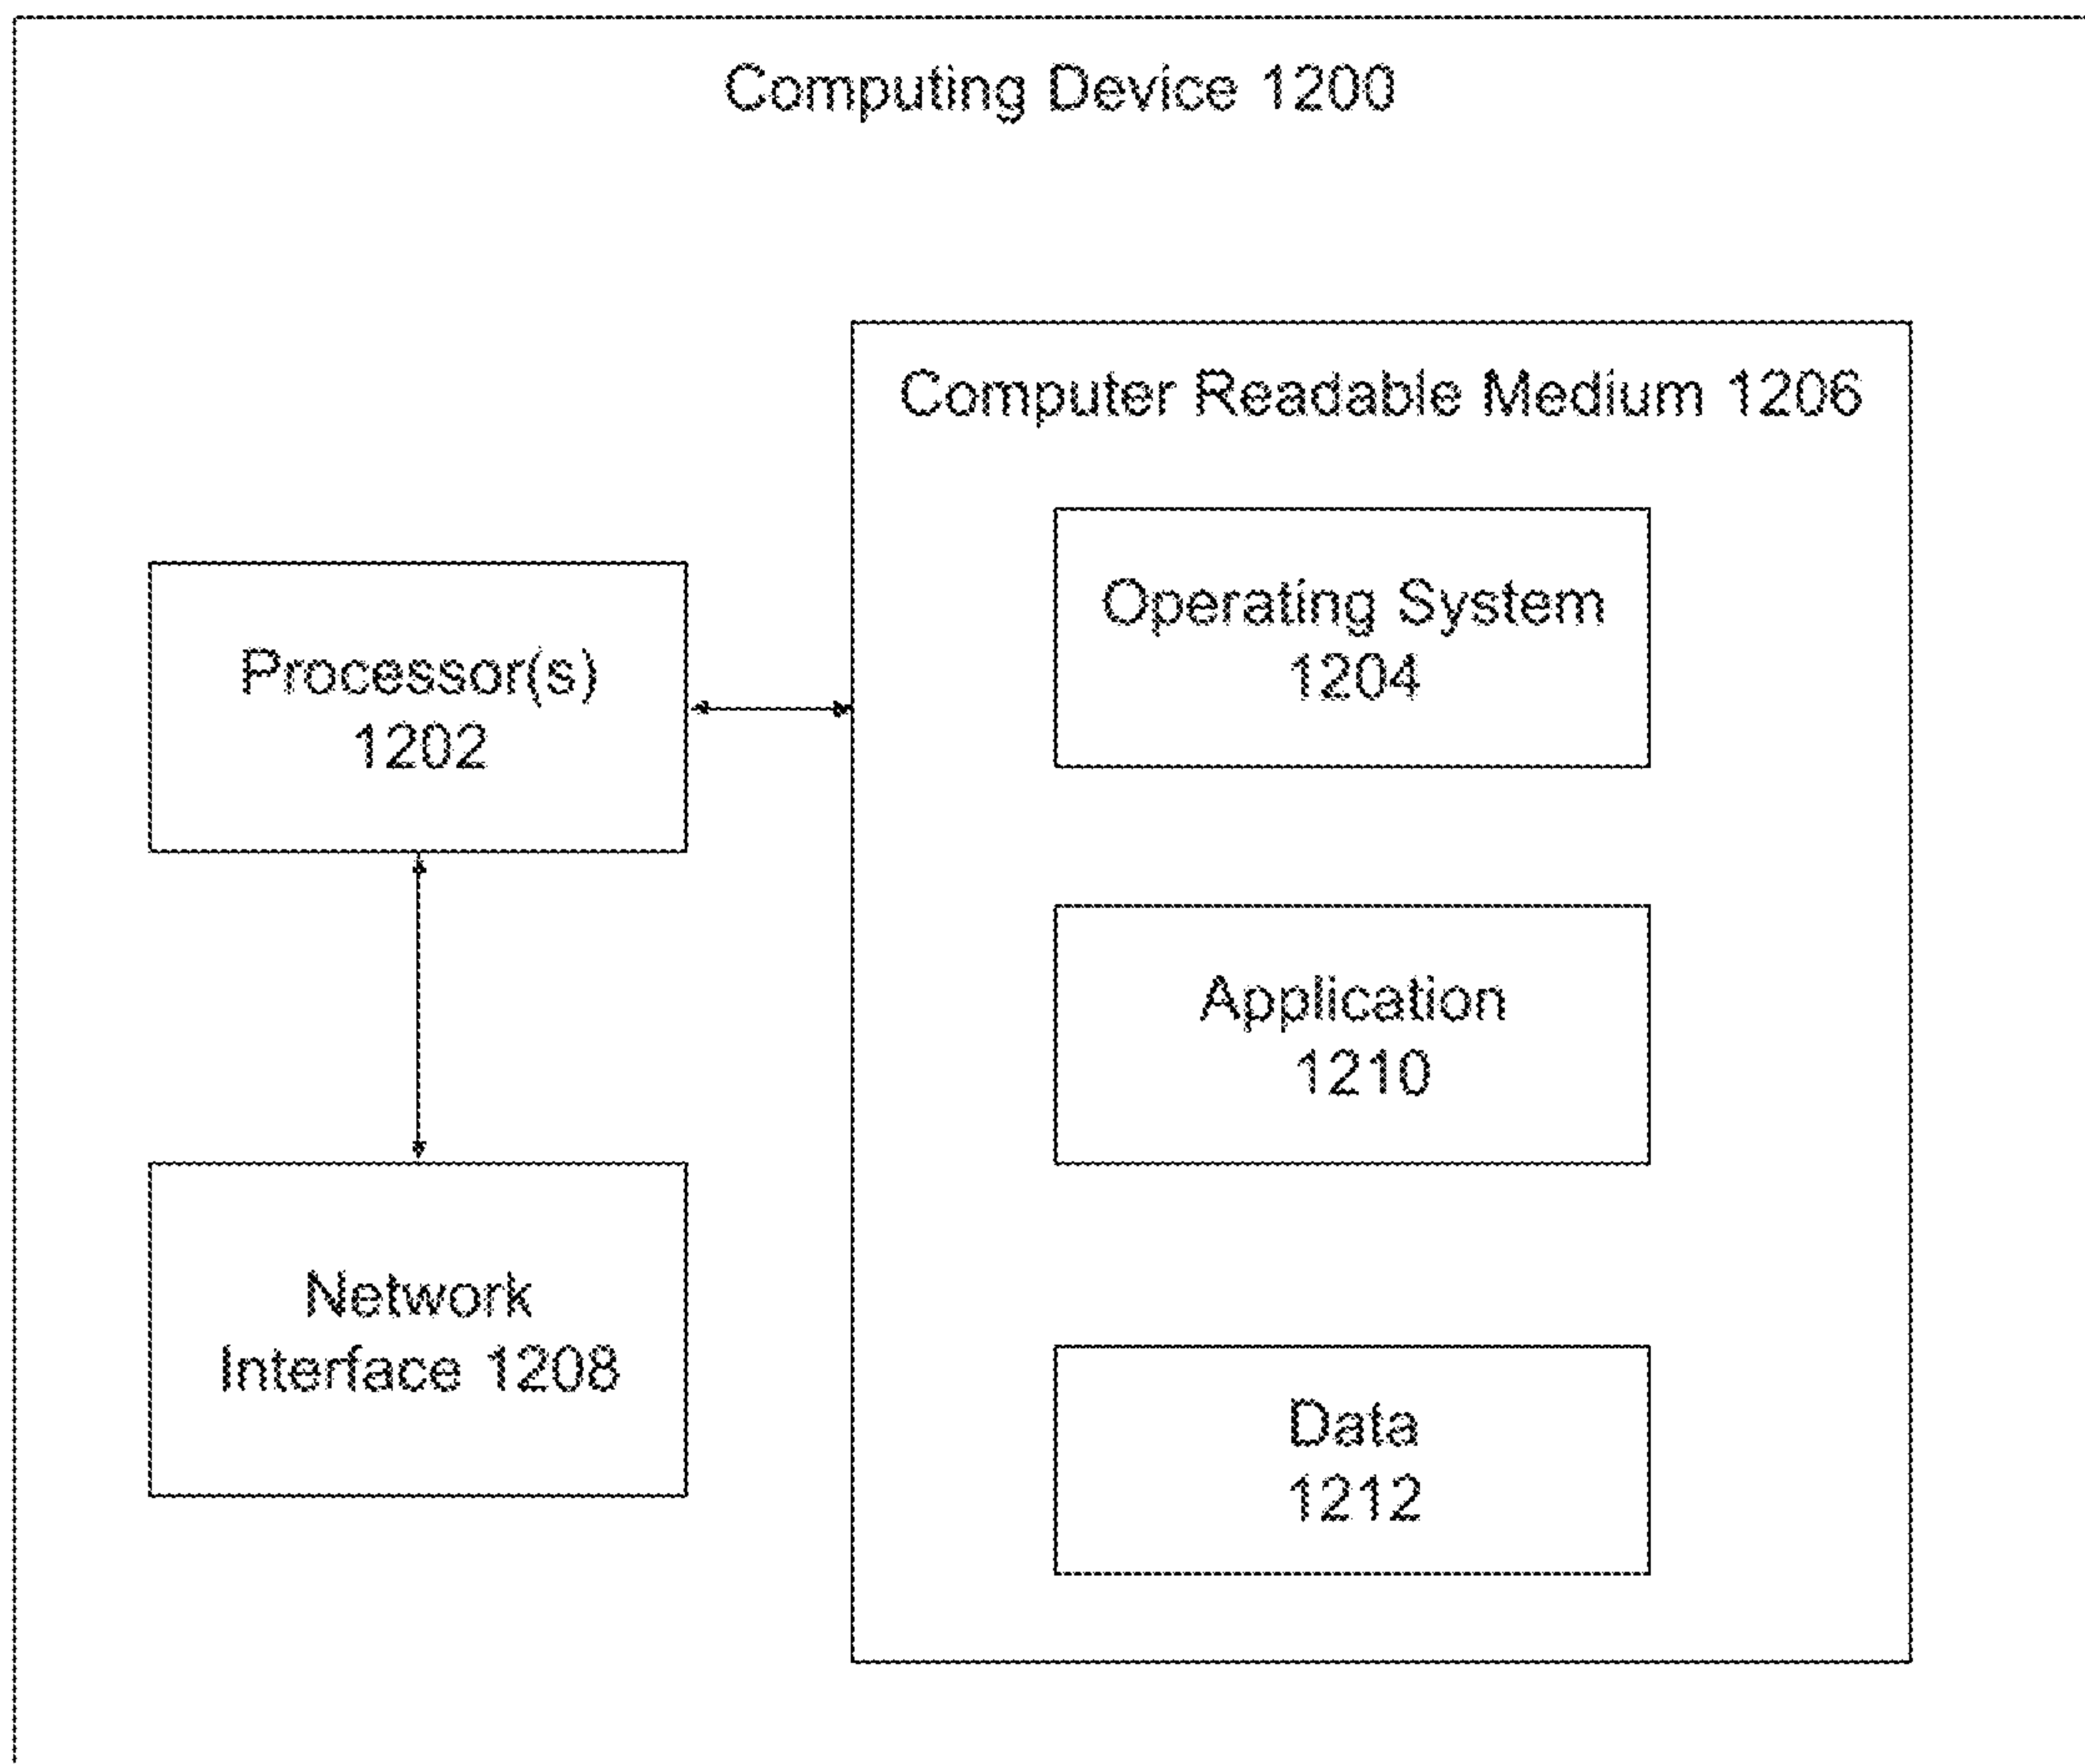 Computing Device 1200
Computer Readable Medium 1206
Operating System
1204
Processor(s)
1202
Application
1210
Network
Interface 1208
Data
1212